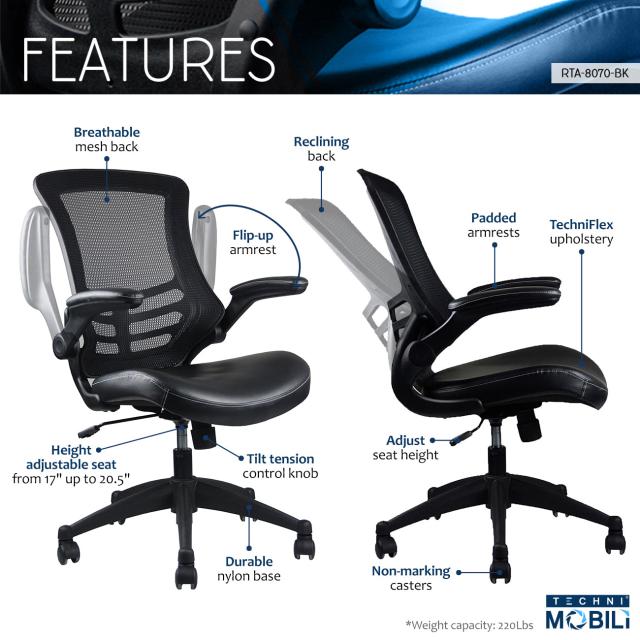 FEATURES
RTA-8070-BK
Breathable
mesh back
Reclining
back
Flip-up
armrest
Padded
armrests
TechniFlex
upholstery
Height
adjustable seat
from 17" up to 20.5"
Tilt tension
control knob
Adjust
seat height
Durable
nylon base
Non-marking
casters
*Weight capacity: 220Lbs
TECHNI
MOBILI